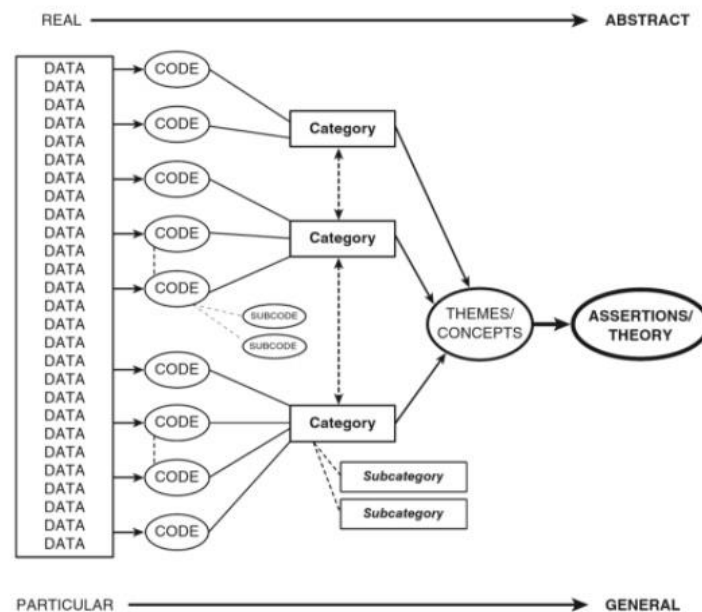 REAL ABSTRACT
DATA CODE
DATA
DATA
DATA CODE
DATA Category
DATA
DATA CODE
DATA
DATA
DATA CODE Category
DATA
DATA
DATA CODE
DATA SUBCODE THEMES/ ASSERTIONS/
DATA CONCEPTS THEORY
DATA SUBCODE
DATA CODE
DATA
DATA
DATA CODE Category
DATA
DATA
DATA CODE Subcategory
DATA
DATA Subcategory
DATA CODE
DATA
PARTICULAR GENERAL